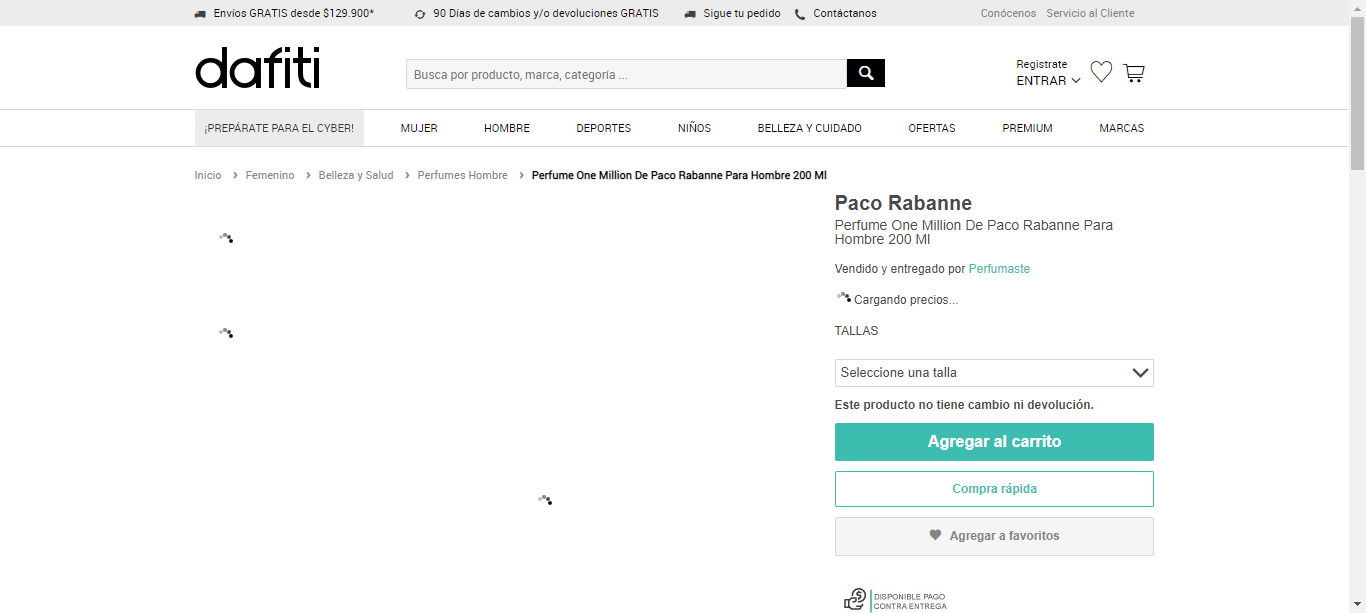 Envíos GRATIS desde $129.900*
90 Días de cambios y/o devoluciones GRATIS
Sigue tu pedido
Contáctanos
Conócenos
Servicio al Cliente
dafiti
Busca por producto, marca, categoría ...
Registrate
ENTRAR
¡PREPÁRATE PARA EL CYBER!
MUJER
HOMBRE
DEPORTES
NIÑOS
BELLEZA Y CUIDADO
OFERTAS
PREMIUM
MARCAS
Inicio > Femenino > Belleza y Salud > Perfumes Hombre > Perfume One Million De Paco Rabanne Para Hombre 200 Ml
Paco Rabanne
Perfume One Million De Paco Rabanne Para
Hombre 200 Ml
Vendido y entregado por Perfumaste
Cargando precios...
TALLAS
Seleccione una talla
Este producto no tiene cambio ni devolución.
Agregar al carrito
Compra rápida
Agregar a favoritos
DISPONIBLE PAGO
CONTRA ENTREGA